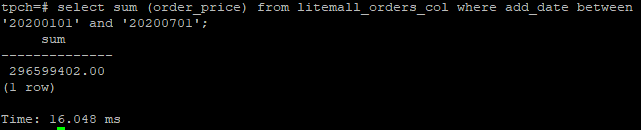 tpch=# select sum (order_price) from litemall_orders_col where add_date between
'20200101' and '20200701';
sum
--------------
296599402.00
(1 row)
Time: 16.048 ms